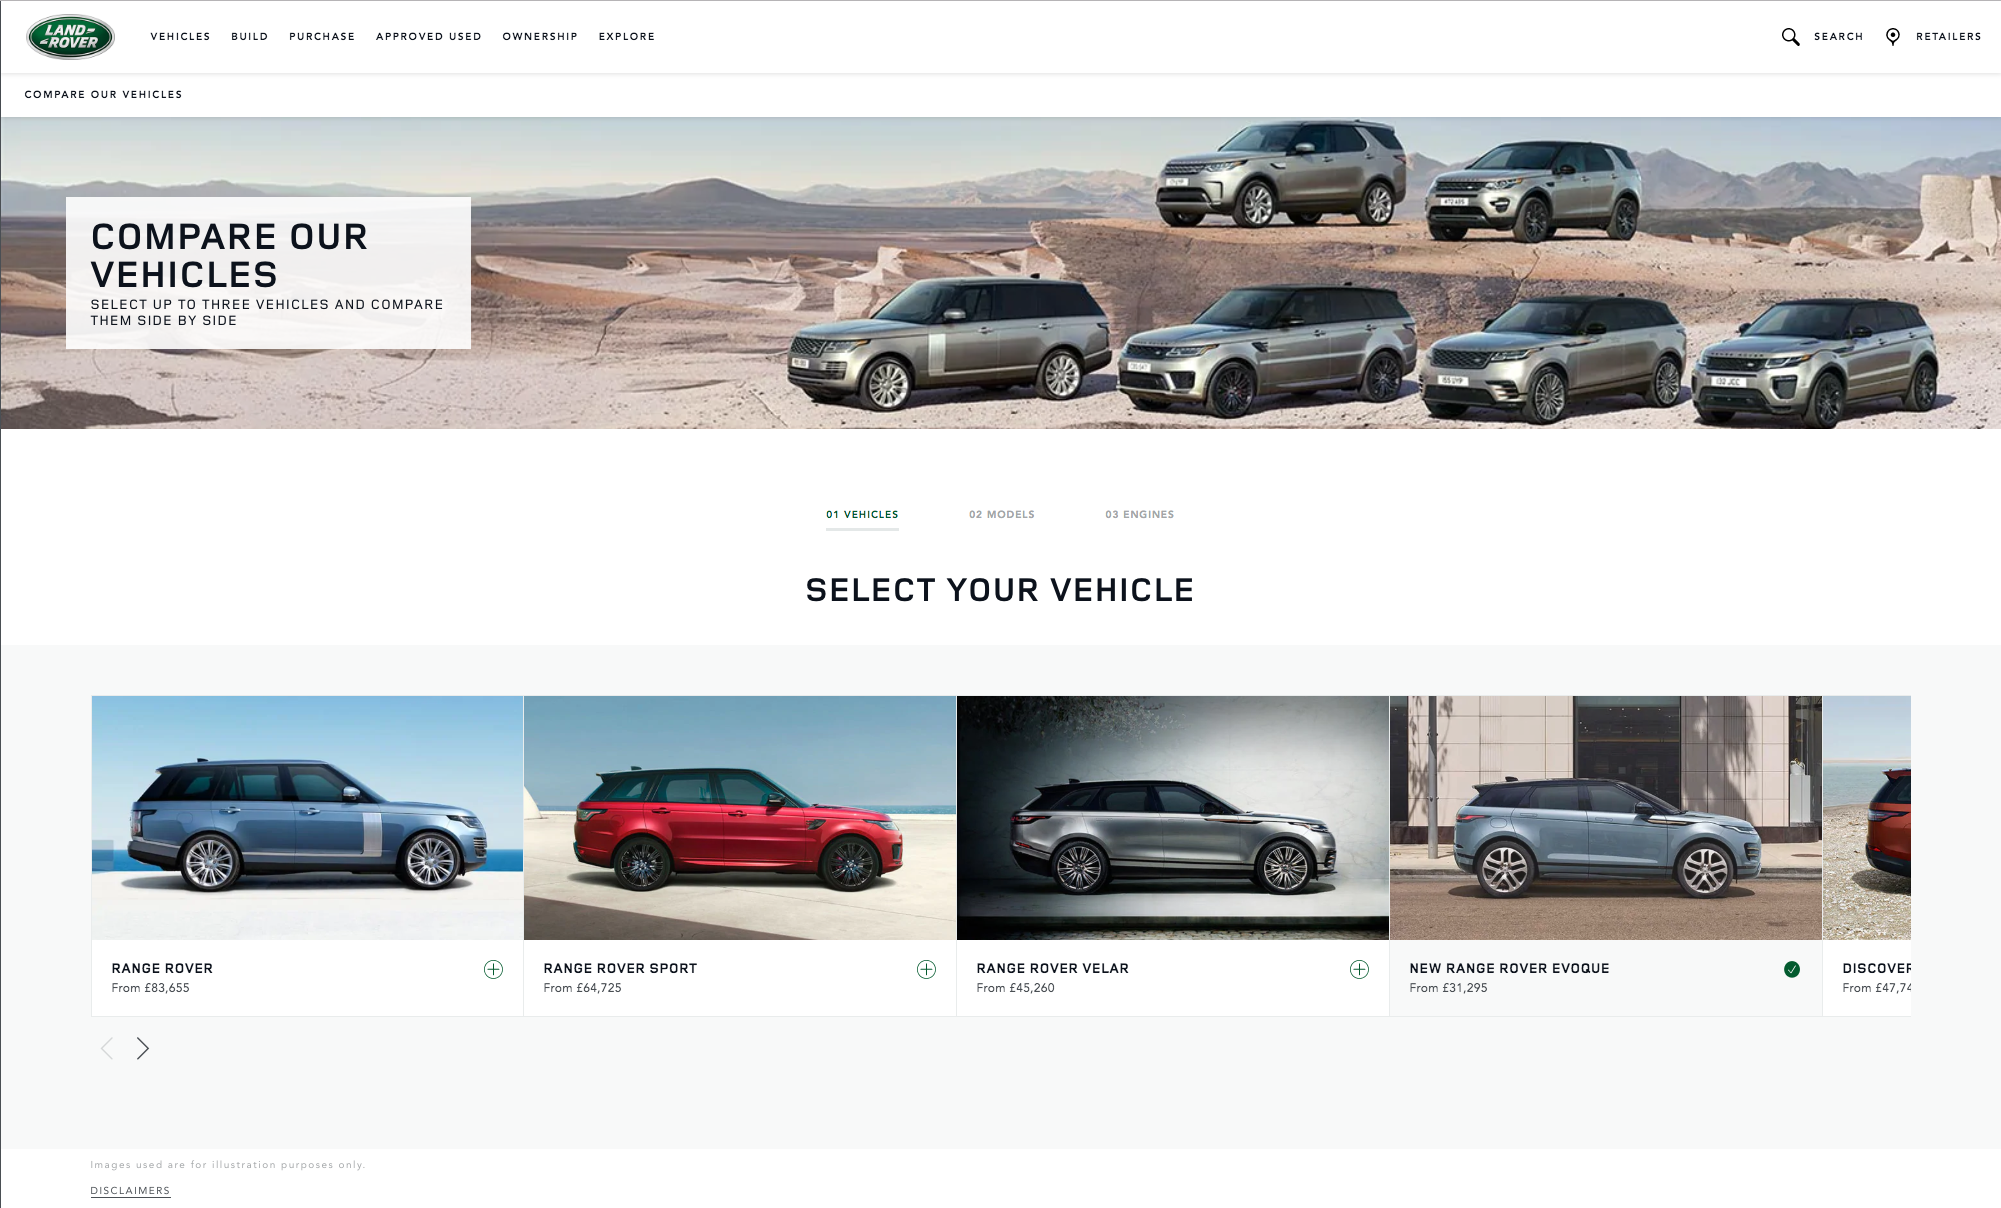 LAND-
-ROVER
VEHICLES BUILD PURCHASE APPROVED USED OWNERSHIP EXPLORE
SEARCH RETAILERS
COMPARE OUR VEHICLES
COMPARE OUR
VEHICLES
SELECT UP TO THREE VEHICLES AND COMPARE
THEM SIDE BY SIDE
01 VEHICLES 02 MODELS 03 ENGINES
SELECT YOUR VEHICLE
RANGE ROVER
From £83,655
RANGE ROVER SPORT
From £64,725
RANGE ROVER VELAR
From £45,260
NEW RANGE ROVER EVOQUE
From £31,295
DISCOVER
From £47,74
Images used are for illustration purposes only.
DISCLAIMERS